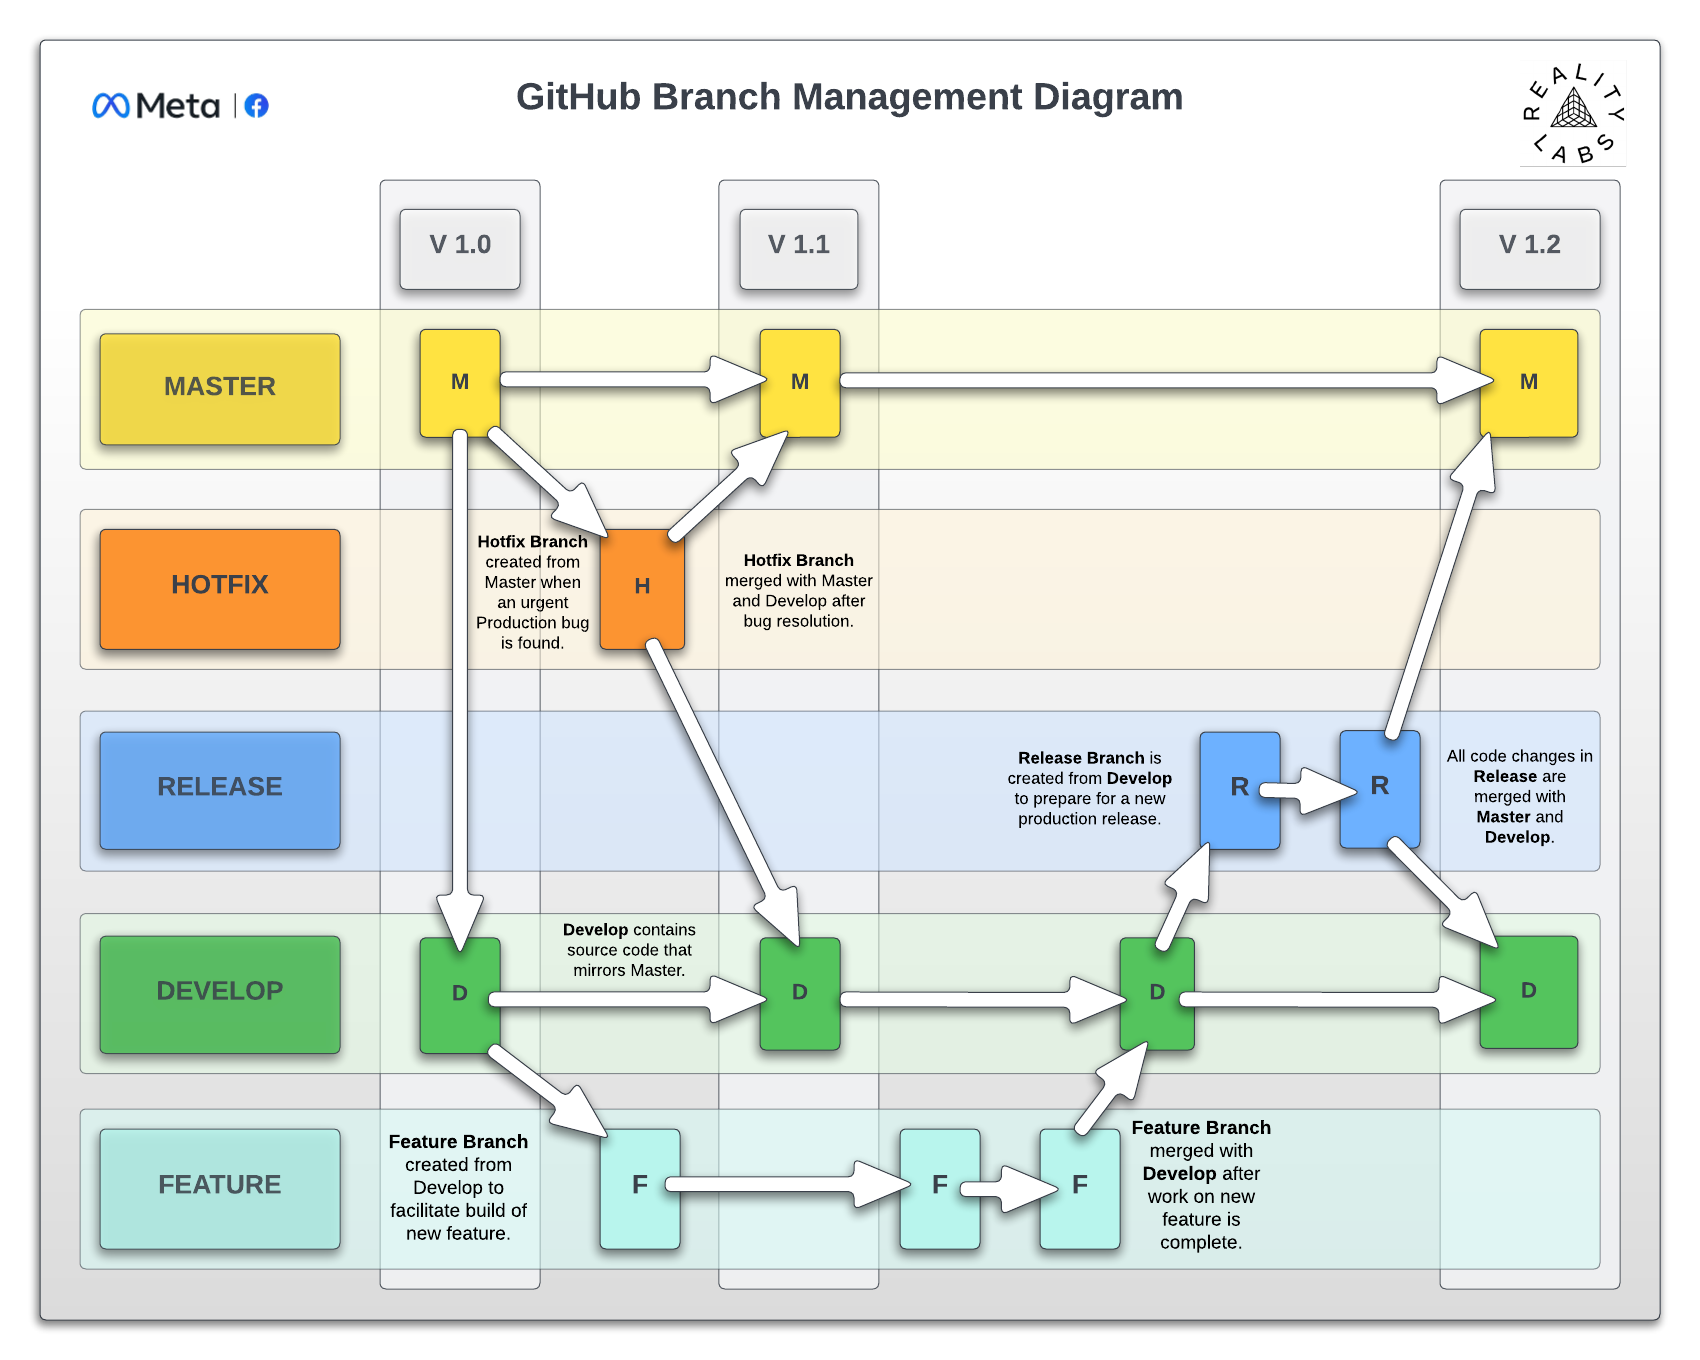 Meta
GitHub Branch Management Diagram
REALITY
LABS
V 1.0
V 1.1
V 1.2
MASTER
M
M
M
HOTFIX
Hotfix Branch
created from
Master when
an urgent
Production bug
is found.
H
Hotfix Branch
merged with Master
and Develop after
bug resolution.
RELEASE
Release Branch is
created from Develop
to prepare for a new
production release.
R
R
All code changes in
Release are
merged with
Master and
Develop.
DEVELOP
D
Develop contains
source code that
mirrors Master.
D
D
D
FEATURE
Feature Branch
created from
Develop to
facilitate build of
new feature.
F
F
F
Feature Branch
merged with
Develop after
work on new
feature is
complete.